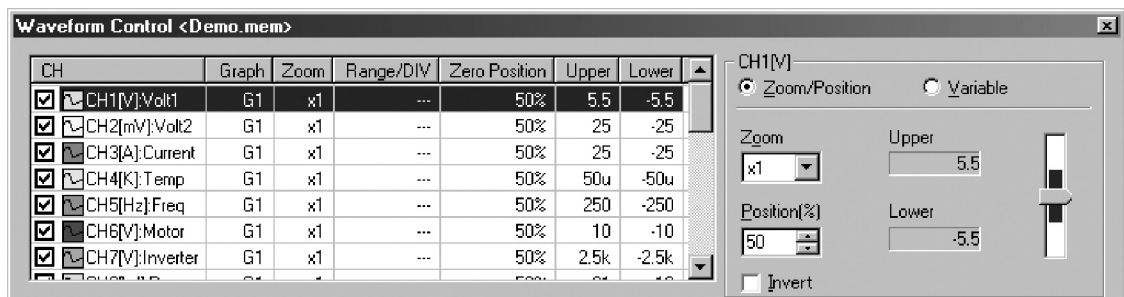 Waveform Control <Demo.mem>
CH Graph Zoom Range/DIV Zero Position Upper Lower
CH1[V]:Volt1 G1 x1 --- 50% 5.5 -5.5
CH2[mV]:Volt2 G1 x1 --- 50% 25 -25
CH3[A]:Current G1 x1 --- 50% 25 -25
CH4[K]:Temp G1 x1 --- 50% 50u -50u
CH5[Hz]:Freq G1 x1 --- 50% 250 -250
CH6[V]:Motor G1 x1 --- 50% 10 -10
CH7[V]:Inverter G1 x1 --- 50% 2.5k -2.5k
CH1[V]
Zoom/Position Variable
Zoom Upper
x1 5.5
Position(%) Lower
50 -5.5
Invert